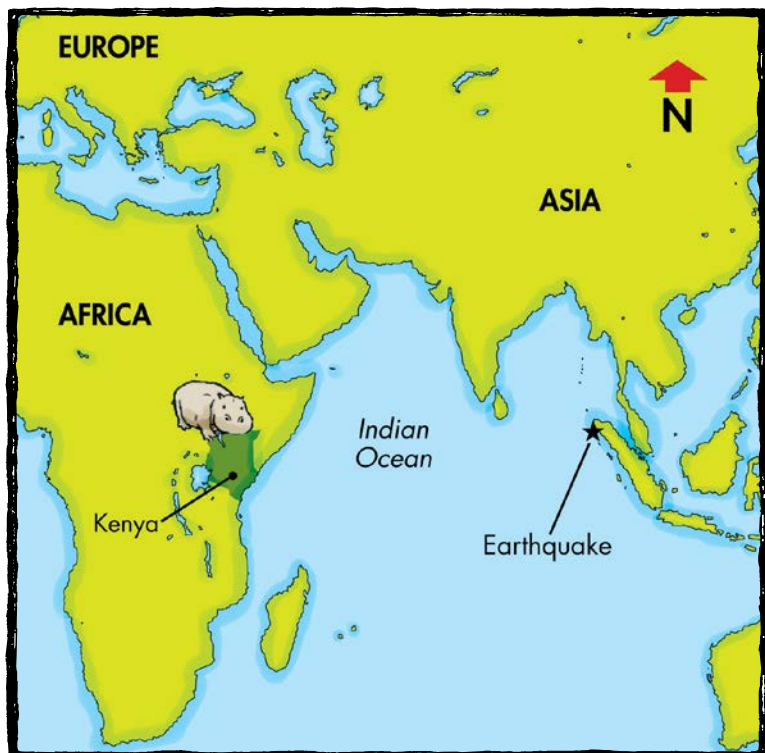 EUROPE
N
ASIA
AFRICA
Indian
Ocean
Kenya
Earthquake